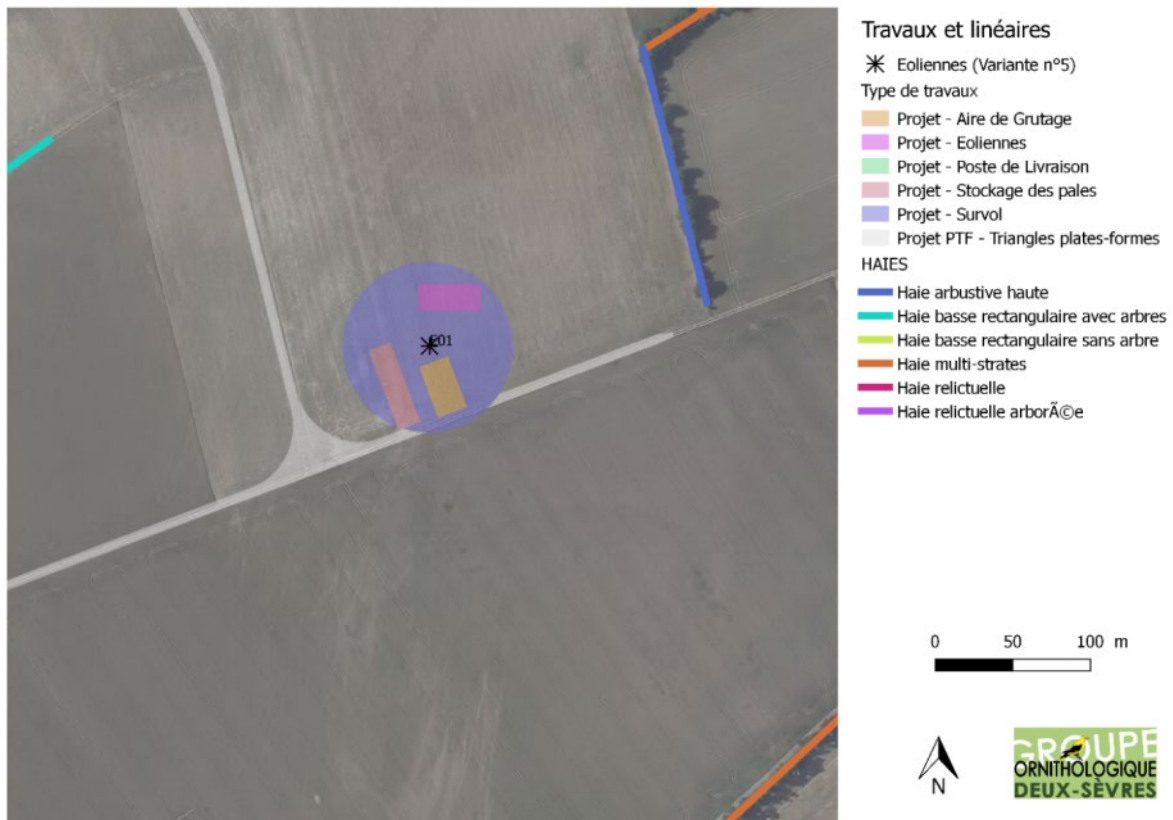 Travaux et linéaires
Eoliennes (Variante n°5)
Type de travaux
Projet - Aire de Grutage
Projet - Eoliennes
Projet - Poste de Livraison
Projet - Stockage des pales
Projet - Survol
Projet PTF - Triangles plates-formes
HAIES
Haie arbustive haute
Haie basse rectangulaire avec arbres
Haie basse rectangulaire sans arbre
Haie multi-strates
Haie relictuelle
Haie relictuelle arborÃ©e
E01
0 50 100 m
N
GROUPE
ORNITHOLOGIQUE
DEUX-SÈVRES